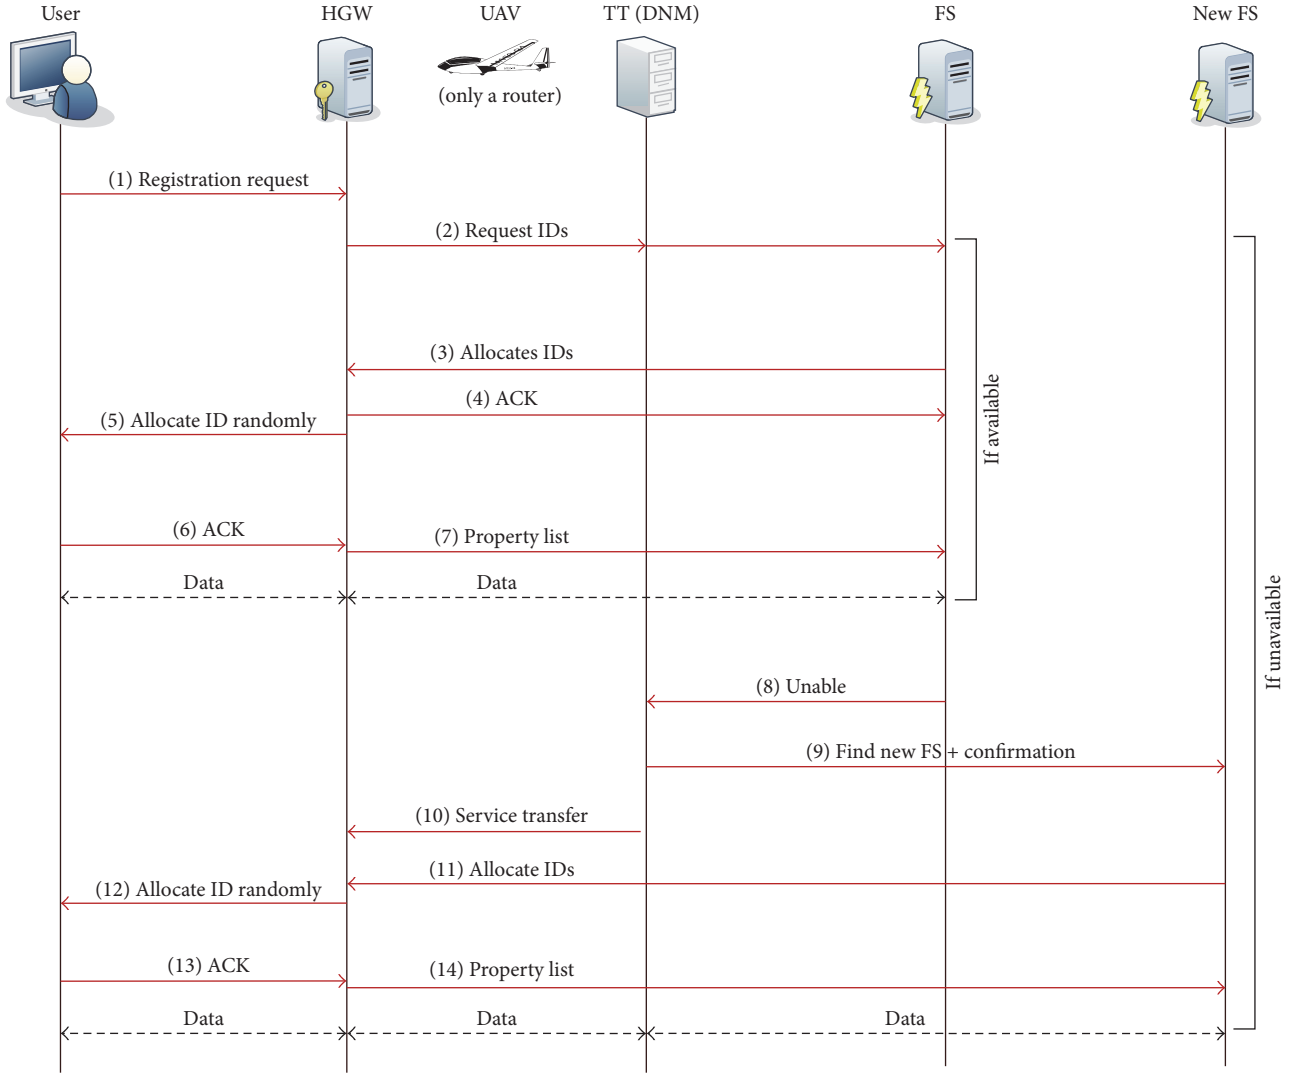 User
HGW
UAV
TT (DNM)
FS
New FS
(only a router)
(1) Registration request
(2) Request IDs
(3) Allocates IDs
(4) ACK
(5) Allocate ID randomly
If available
(6) ACK
(7) Property list
Data
Data
If unavailable
(8) Unable
(9) Find new FS + confirmation
(10) Service transfer
(11) Allocate IDs
(12) Allocate ID randomly
(13) ACK
(14) Property list
Data
Data
Data